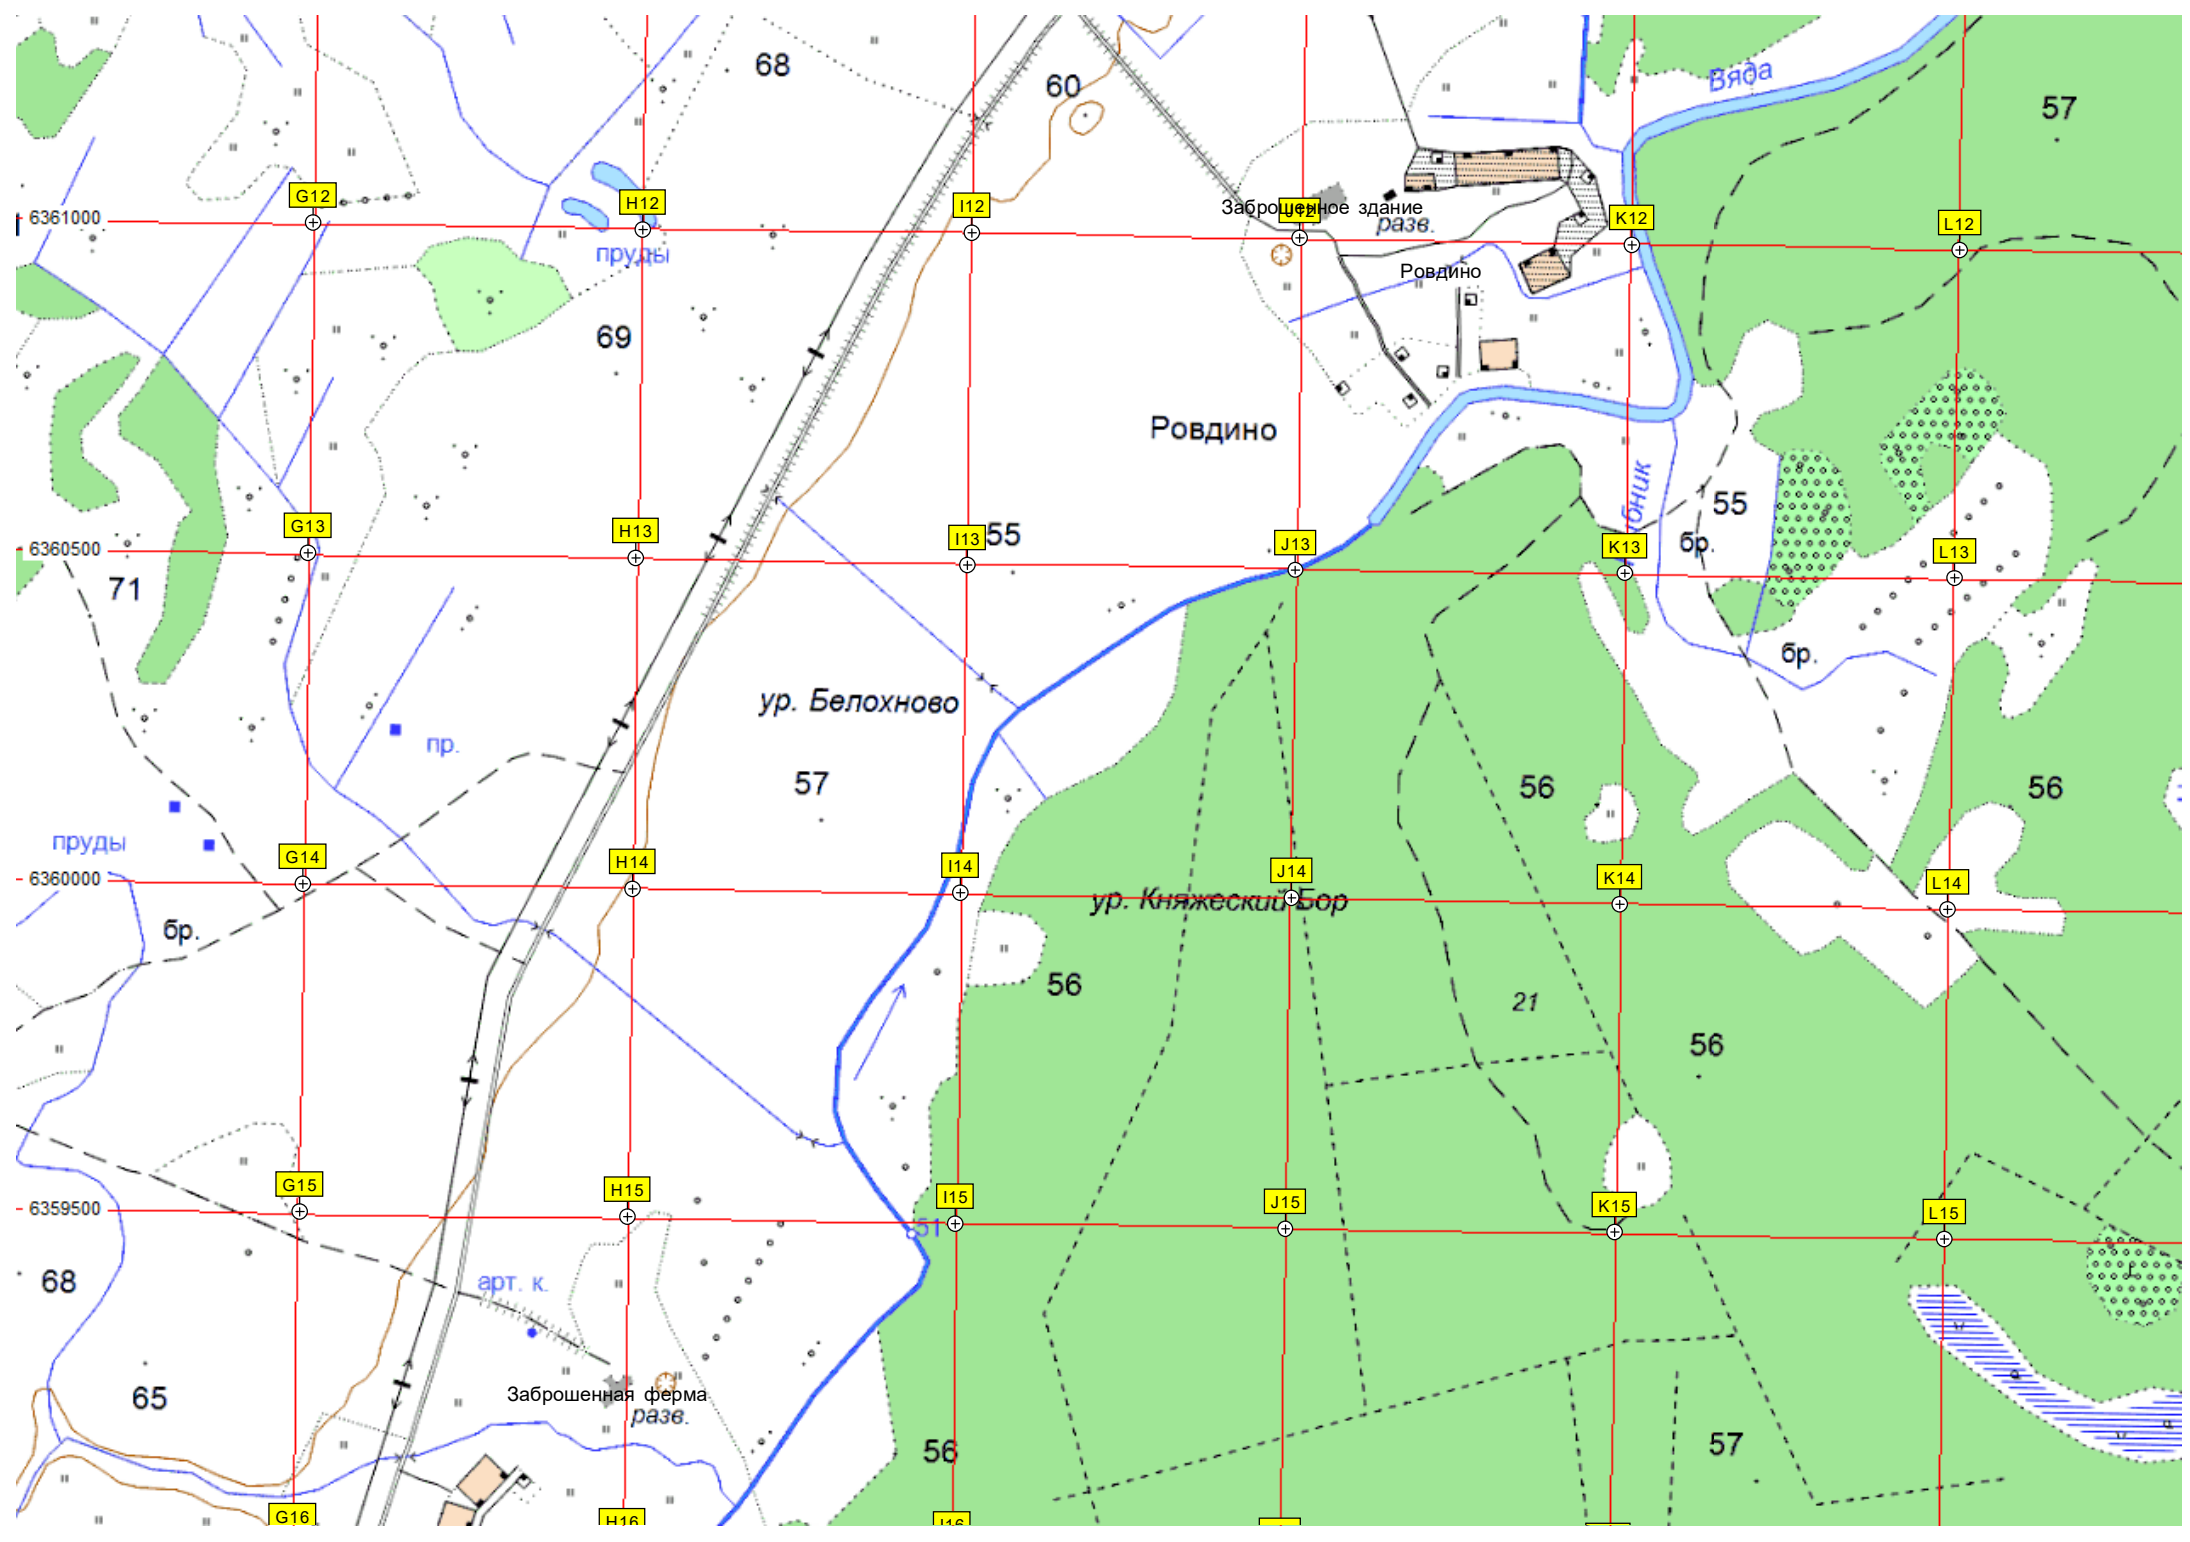 68
60
Вяда
57
G12
H12
I12
Заброшенное здание
K12
L12
6361000
разв.
пруды
Ровдино
69
Ровдино
55
G13
H13
I13
55
J13
K13
L13
бр.
6360500
71
бр.
ур. Белохново
пр.
57
56
56
пруды
G14
H14
I14
J14
K14
L14
6360000
ур. Княжеский Бор
бр.
56
21
56
G15
H15
I15
J15
K15
L15
6359500
51
68
арт. к.
65
Заброшенная ферма
разв.
56
57
G16
H16
I16